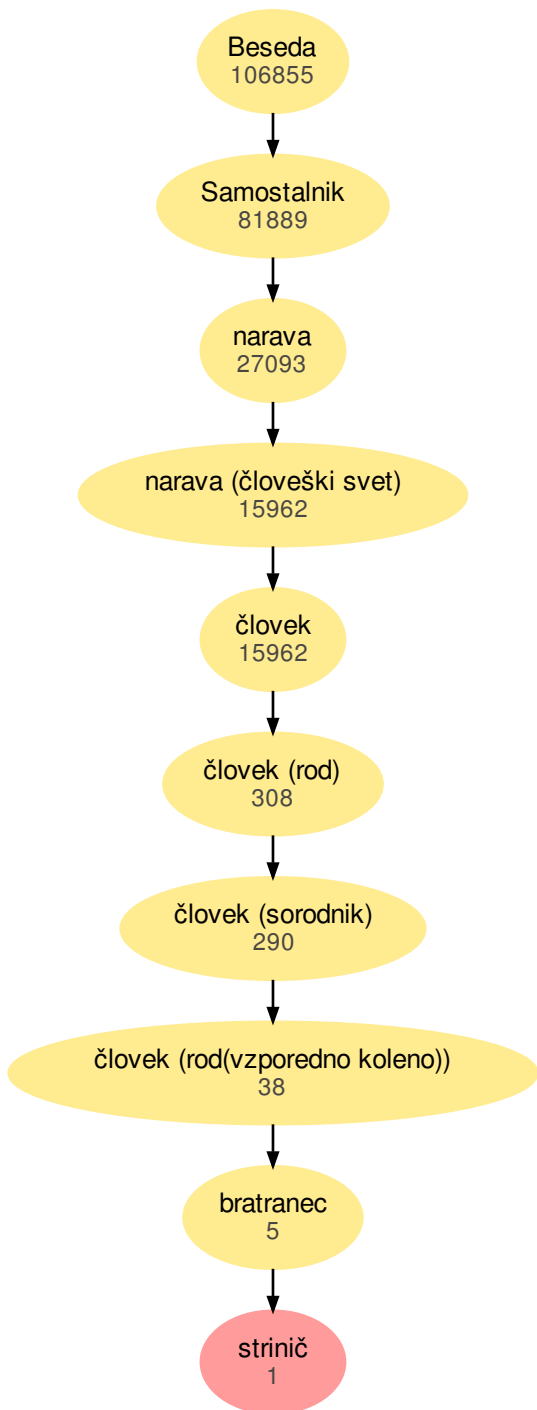 Beseda
106855
Samostalnik
81889
narava
27093
narava (človeški svet)
15962
človek
15962
človek (rod)
308
človek (sorodnik)
290
človek (rod(vzporedno koleno))
38
bratranec
5
strinič
1